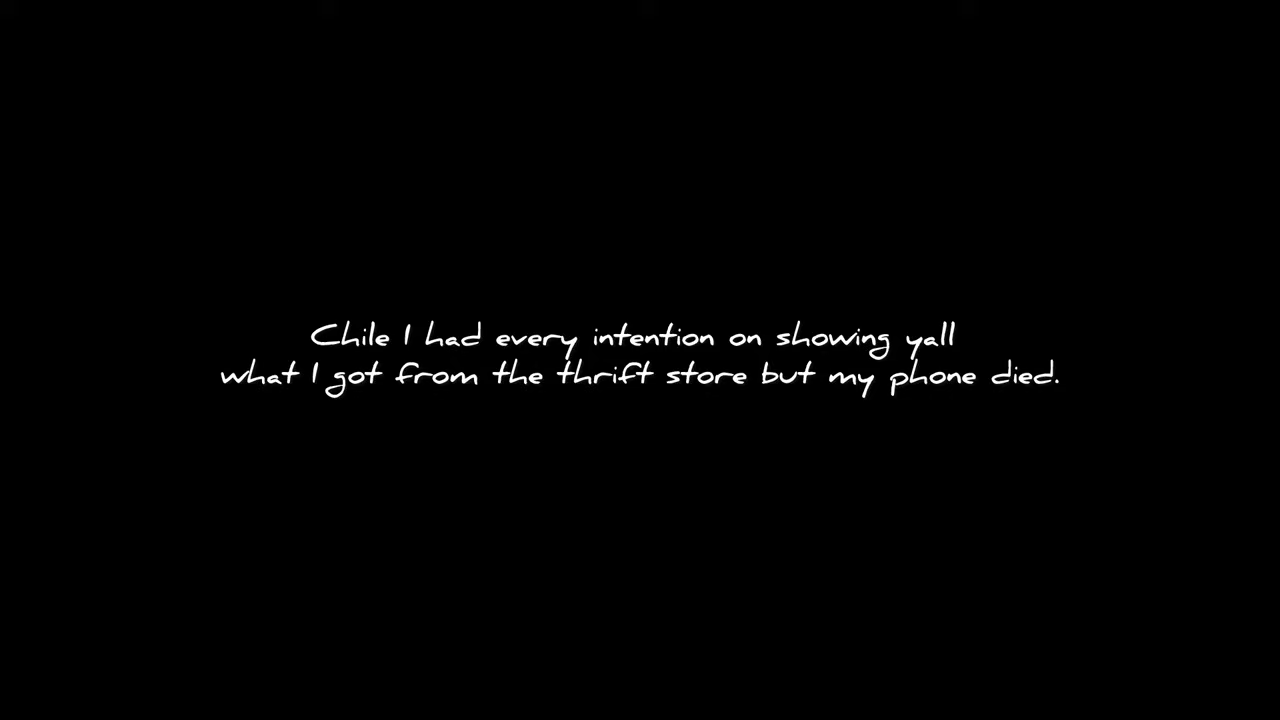 Chile I had every intention on showing yall
what I got from the thrift store but my phone died.